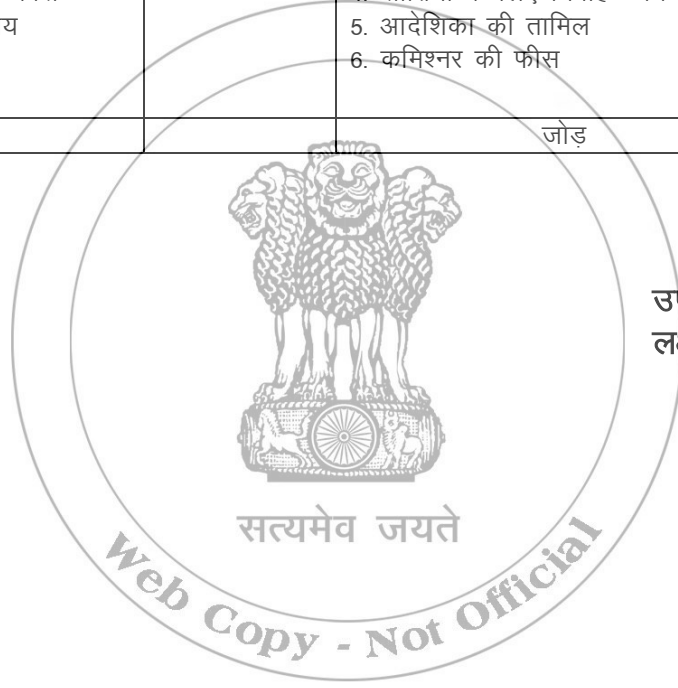 य
5. आदेशिका की तामिल
6. कमिश्नर की फीस
जोड़
सत्यमेव जयते
Web Copy - Not Official